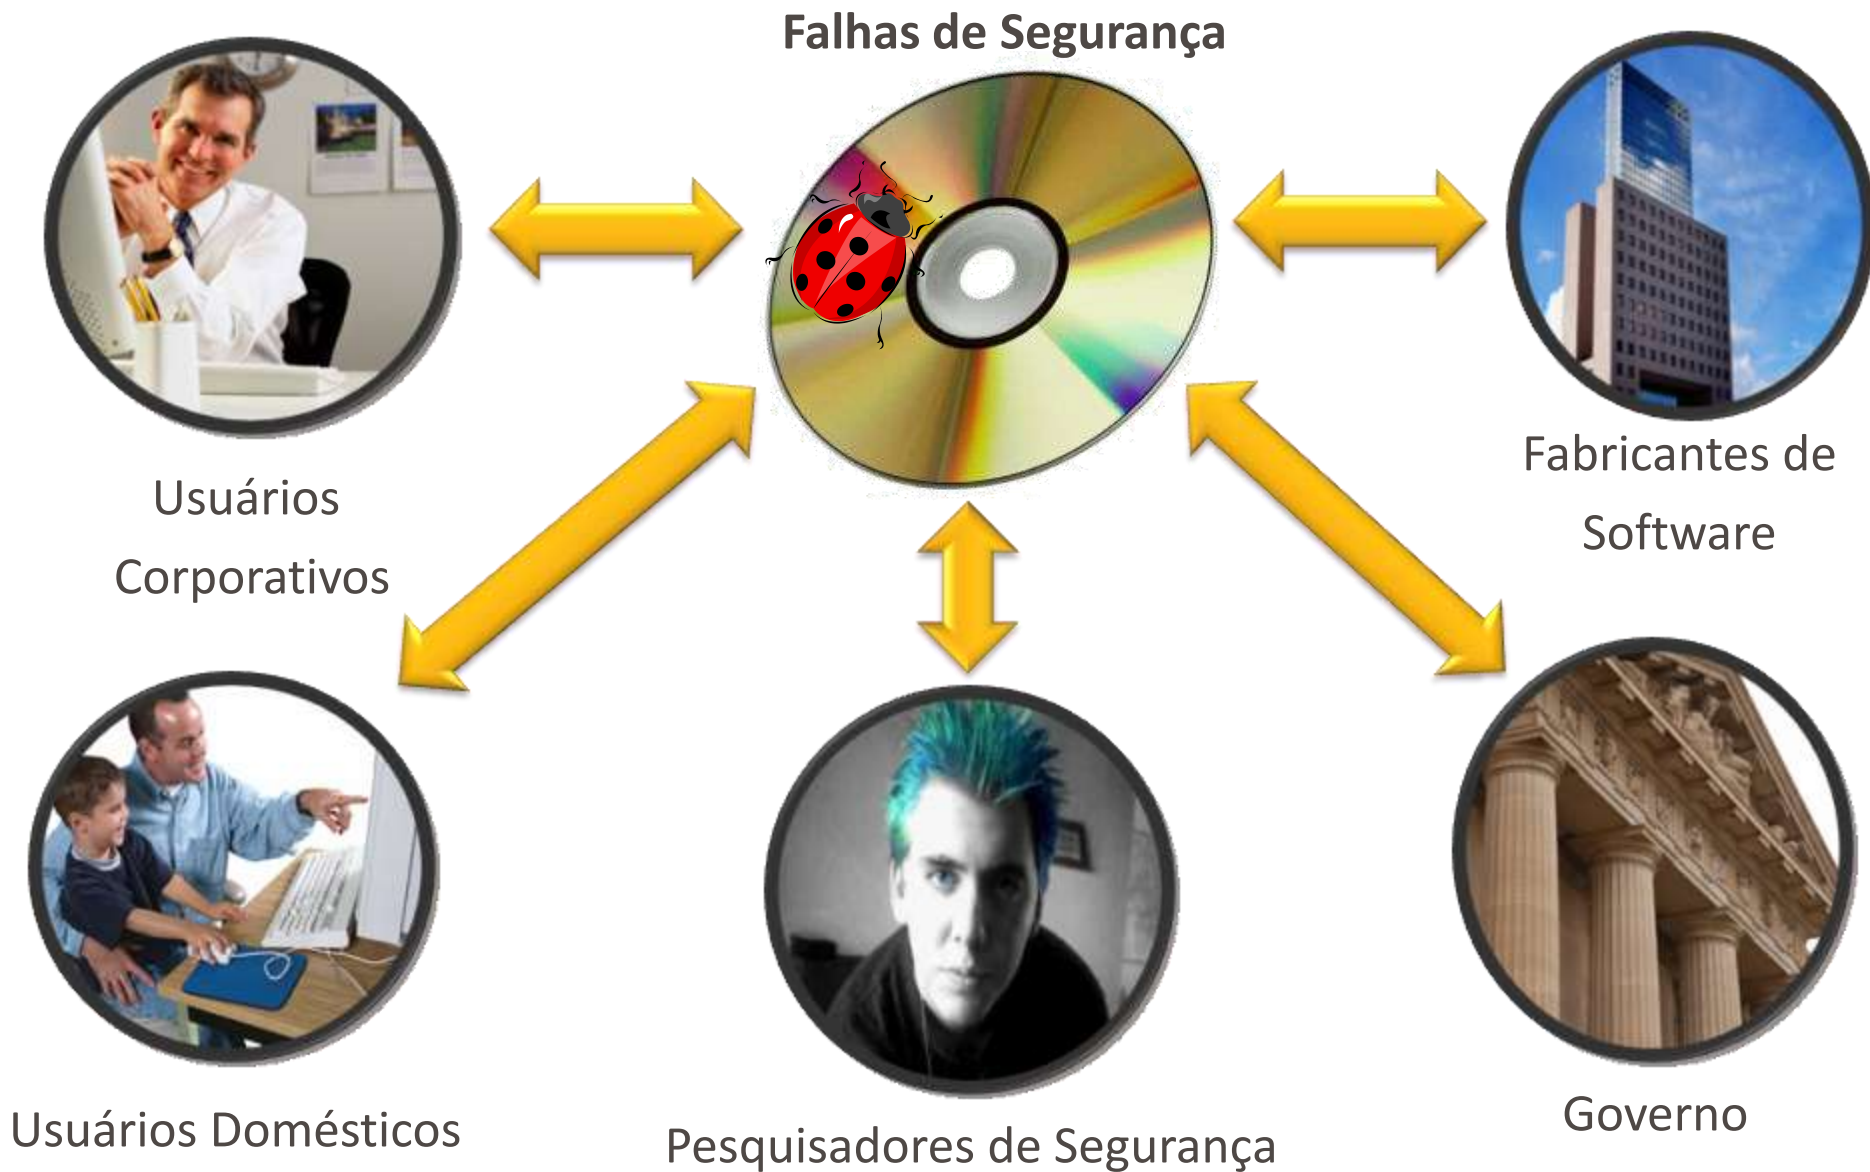 Falhas de Segurança
Usuários
Corporativos
Fabricantes de
Software
Usuários Domésticos
Pesquisadores de Segurança
Governo